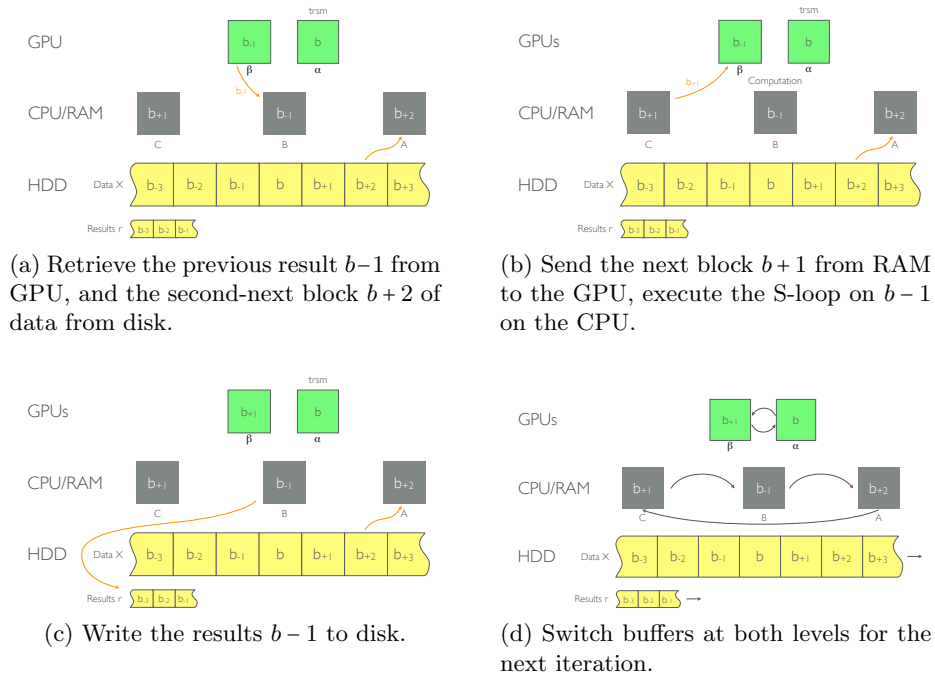 trsm
GPU
b-1
b
β
α
b-1
CPU/RAM
b+1
b-1
b+2
C
B
A
HDD
Data X
b-3 b-2 b-1 b b+1 b+2 b+3
Results r
b-3 b-2 b-1
(a) Retrieve the previous result b−1 from
GPU, and the second-next block b + 2 of
data from disk.
trsm
GPUs
b-1
b
β
α
b+1
Computation
CPU/RAM
b+1
b-1
b+2
C
B
A
HDD
Data X
b-3 b-2 b-1 b b+1 b+2 b+3
Results r
b-3 b-2 b-1
(b) Send the next block b + 1 from RAM
to the GPU, execute the S-loop on b − 1
on the CPU.
trsm
GPUs
b+1
b
β
α
CPU/RAM
b+1
b-1
b+2
C
B
A
HDD
Data X
b-3 b-2 b-1 b b+1 b+2 b+3
Results r
b-3 b-2 b-1
(c) Write the results b − 1 to disk.
GPUs
b+1
b
β
α
CPU/RAM
b+1
b-1
b+2
C
B
A
HDD
Data X
b-3 b-2 b-1 b b+1 b+2 b+3
Results r
b-3 b-2 b-1
(d) Switch buffers at both levels for the
next iteration.